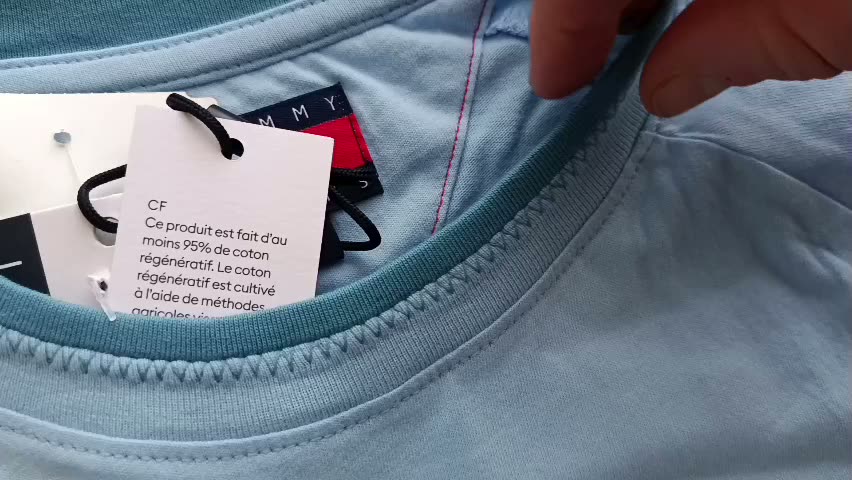 MMY
S
CF
Ce produit est fait d'au
moins 95% de coton
régénératif. Le coton
régénératif est cultivé
à l'aide de méthodes
agricoles